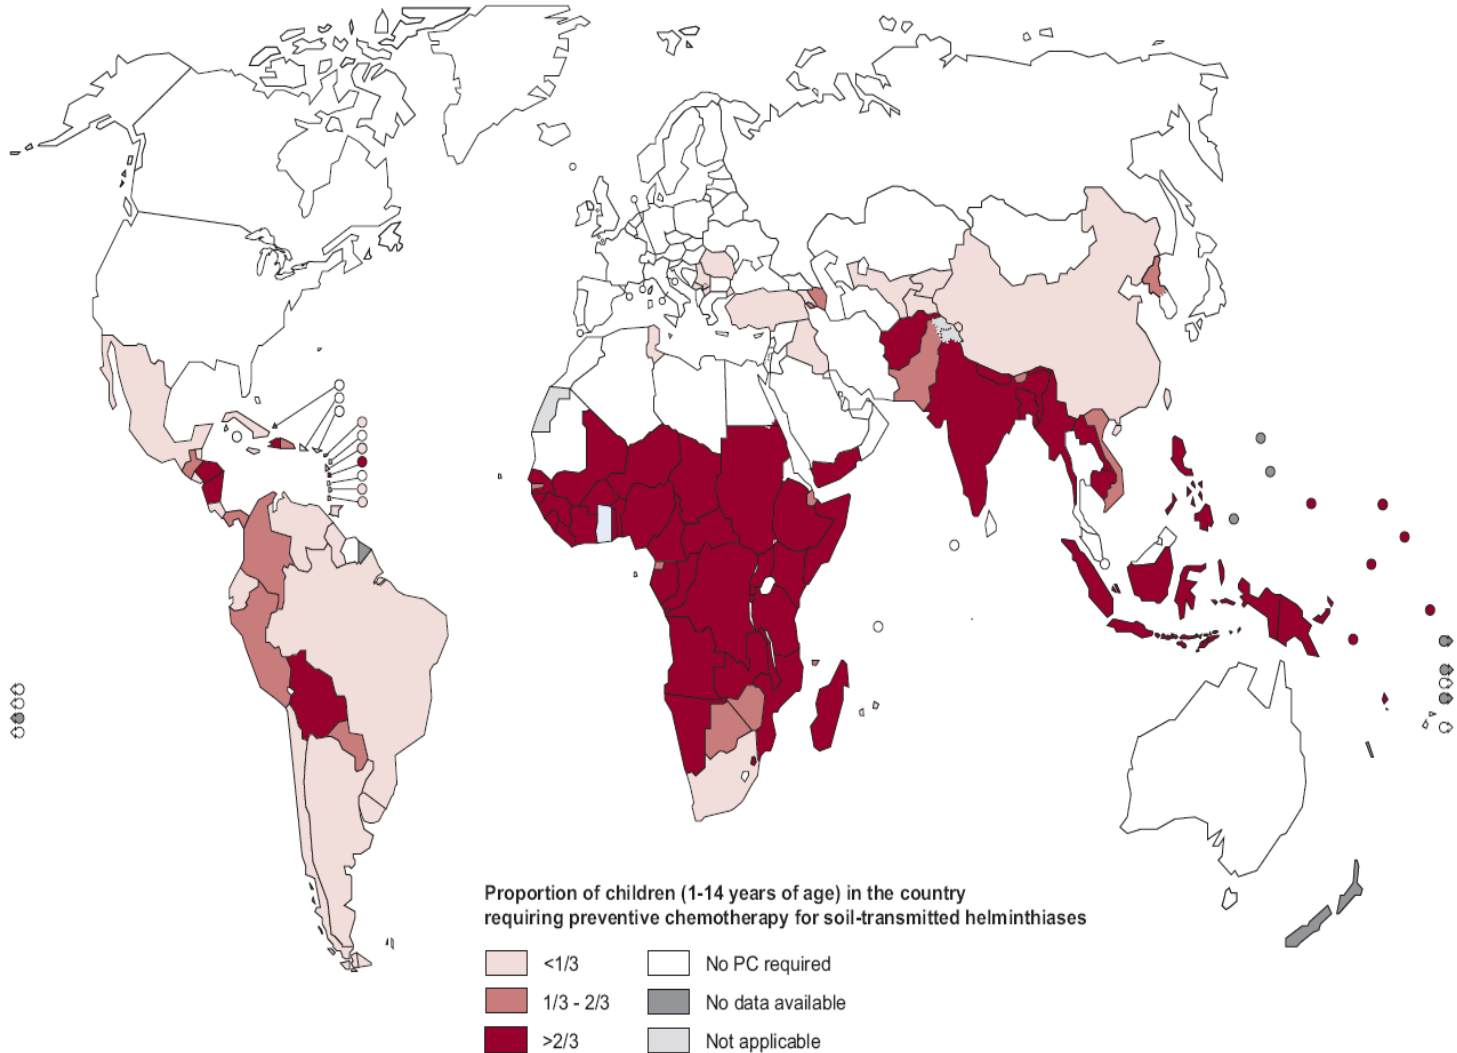 Proportion of children (1-14 years of age) in the country
requiring preventive chemotherapy for soil-transmitted helminthiases
<1/3
No PC required
1/3 - 2/3
No data available
>2/3
Not applicable